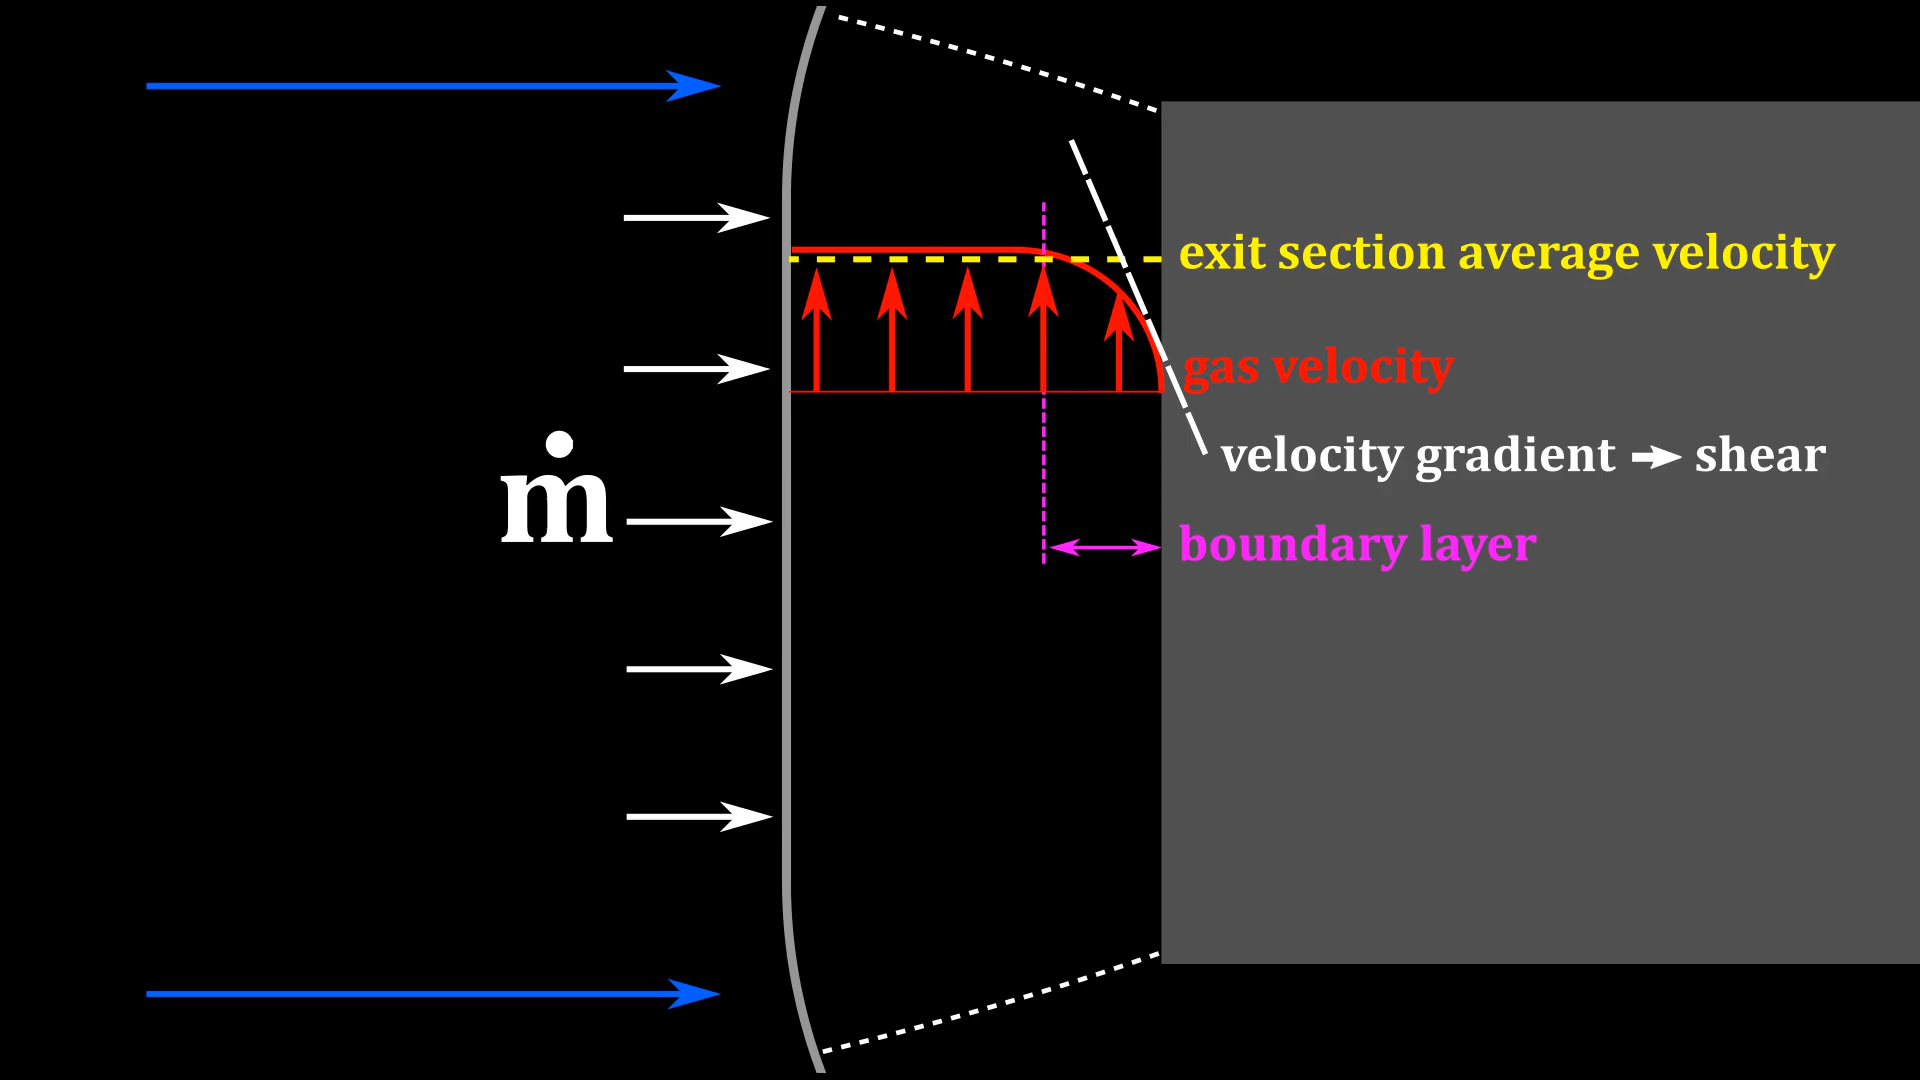 exit section average velocity
gas velocity
velocity gradient → shear
ṁ
boundary layer